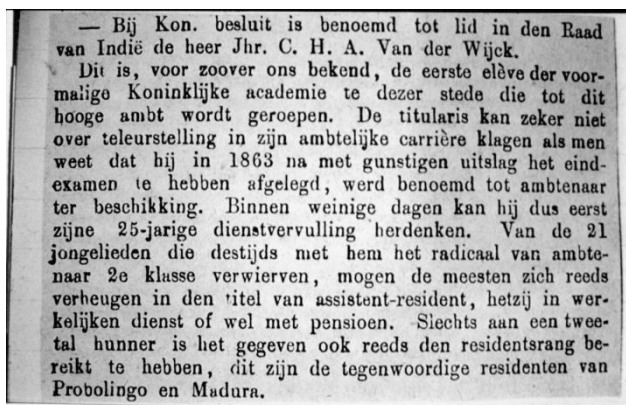 — Bij Kon. besluit is benoemd tot lid in den Raad
van Indië de heer Jhr. C. H. A. Van der Wijck.
Dit is, voor zoover ons bekend, de eerste elève der voor-
malige Koninklijke academie te dezer stede die tot dit
hooge ambt wordt geroepen. De titularis kan zeker niet
over teleurstelling in zijn ambtelijke carrière klagen als men
weet dat hij in 1863 na met gunstigen uitslag het eind-
examen te hebben afgelegd, werd benoemd tot ambtenaar
ter beschikking. Binnen weinige dagen kan hij dus eerst
zijne 25-jarige dienstvervulling herdenken. Van de 21
jongelieden die destijds met hem het radicaal van ambte-
naar 2e klasse verwierven, mogen de meesten zich reeds
verheugen in den titel van assistent-resident, hetzij in wer-
kelijken dienst of wel met pensioen. Slechts aan een twee-
tal hunner is het gegeven ook reeds den residentsrang be-
reikt te hebben, dit zijn de tegenwoordige residenten van
Probolingo en Madura.